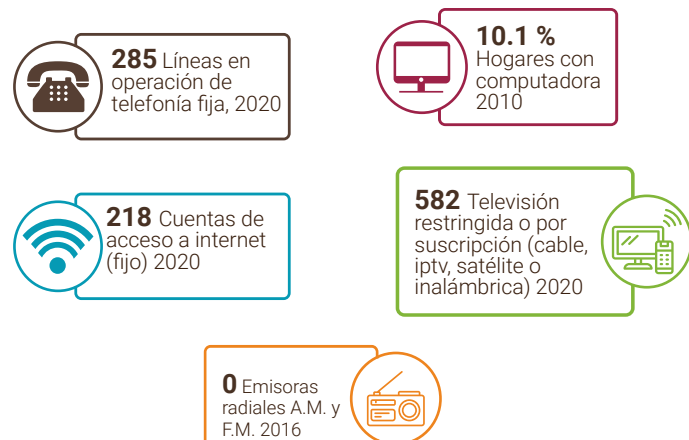 285 Líneas en
operación de
telefonía fija, 2020
10.1 %
Hogares con
computadora
2010
218 Cuentas de
acceso a internet
(fijo) 2020
582 Televisión
restringida o por
suscripción (cable,
iptv, satélite o
inalámbrica) 2020
0 Emisoras
radiales A.M. y
F.M. 2016